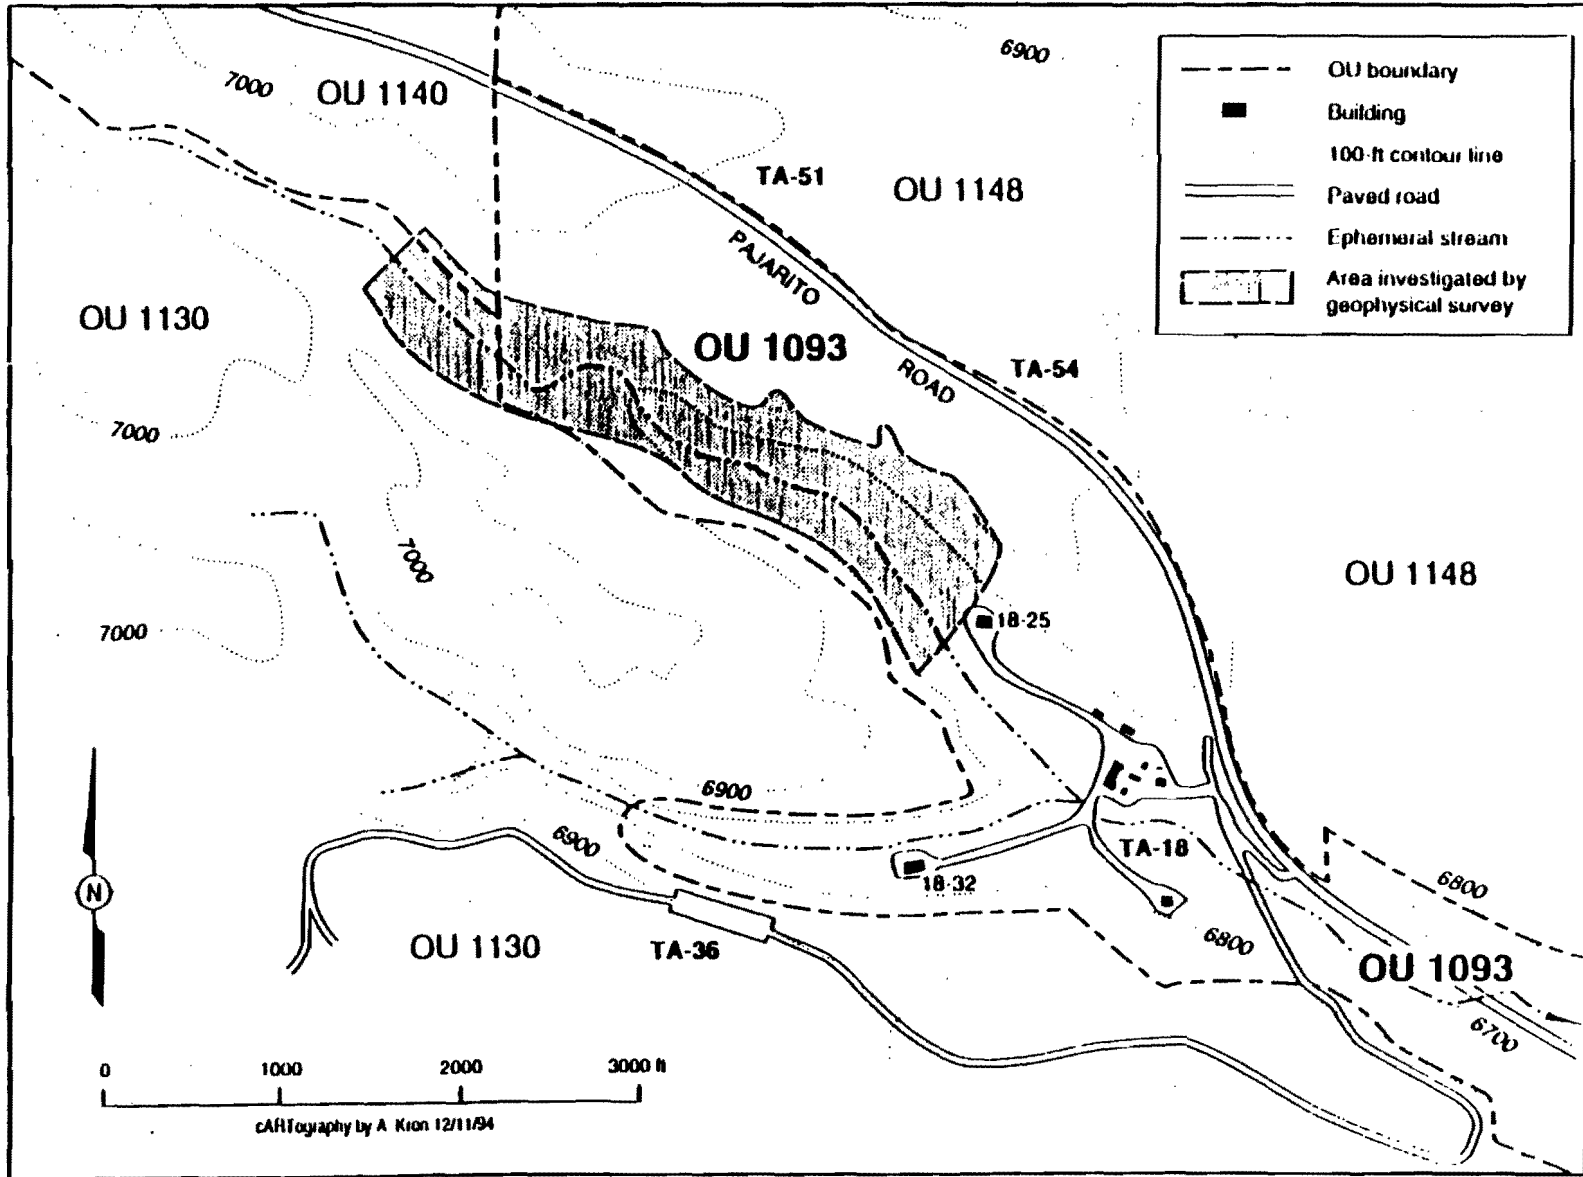 6900
7000
OU 1140
OU boundary
Building
100-ft contour line
Paved road
Ephemeral stream
Area investigated by
geophysical survey
TA-51
OU 1148
PAJARITO
ROAD
OU 1130
OU 1093
TA-54
7000
7000
7000
OU 1148
18-25
6900
6900
TA-18
18-32
6800
6800
N
OU 1130
TA-36
OU 1093
6700
0 1000 2000 3000 ft
cARTography by A Kron 12/11/94